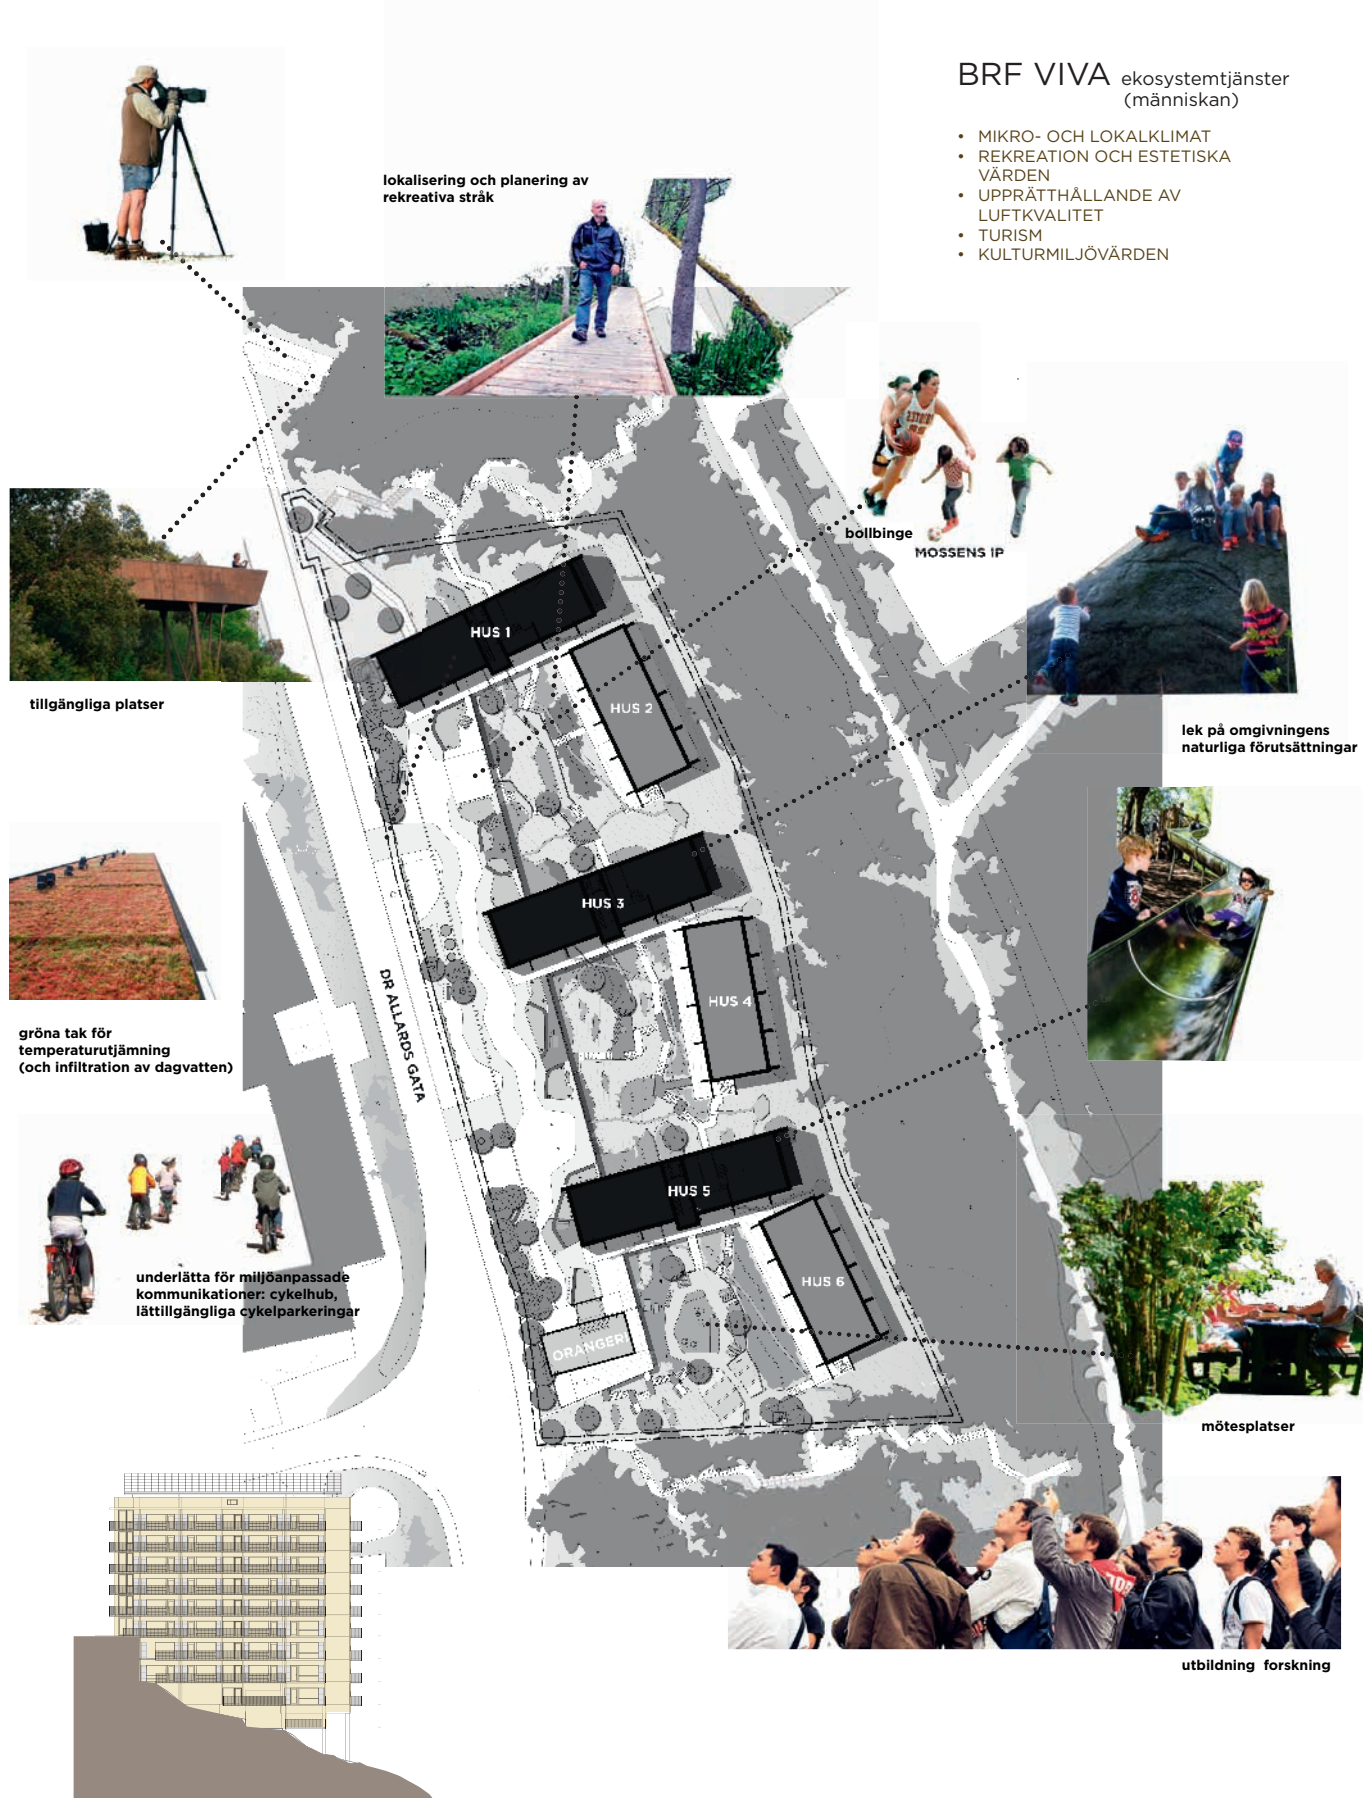 BRF VIVA ekosystemtjänster
(människan)
• MIKRO- OCH LOKALKLIMAT
• REKREATION OCH ESTETISKA
VÄRDEN
• UPPRÄTTHÅLLANDE AV
LUFTKVALITET
• TURISM
• KULTURMILJÖVÄRDEN
lokalisering och planering av
rekreativa stråk
bollbinge
MOSSENS IP
HUS 1
HUS 2
tillgängliga platser
lek på omgivningens
naturliga förutsättningar
HUS 3
HUS 4
DR ALLARDS GATA
gröna tak för
temperaturutjämning
(och infiltration av dagvatten)
HUS 5
HUS 6
underlätta för miljöanpassade
kommunikationer: cykelhub,
lättillgängliga cykelparkeringar
ORANGERI
mötesplatser
utbildning forskning